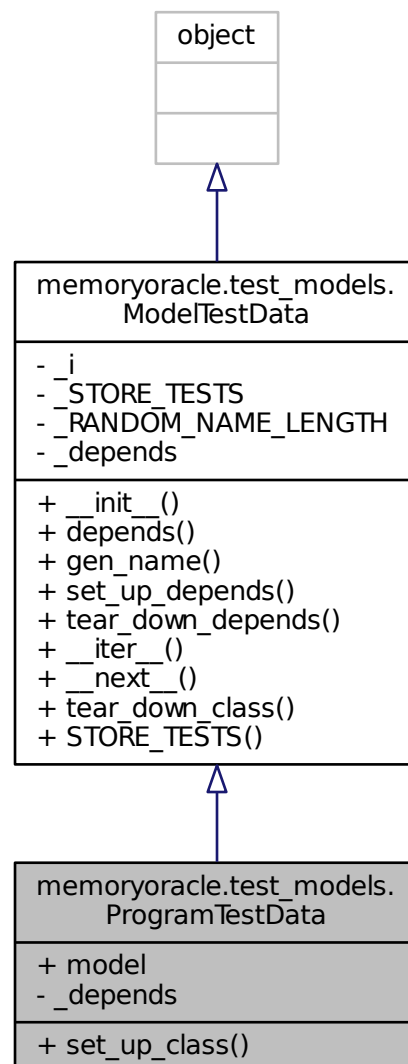 object
memoryoracle.test_models.
ModelTestData
- _i
- _STORE_TESTS
- _RANDOM_NAME_LENGTH
- _depends
+ __init__()
+ depends()
+ gen_name()
+ set_up_depends()
+ tear_down_depends()
+ __iter__()
+ __next__()
+ tear_down_class()
+ STORE_TESTS()
memoryoracle.test_models.
ProgramTestData
+ model
- _depends
+ set_up_class()